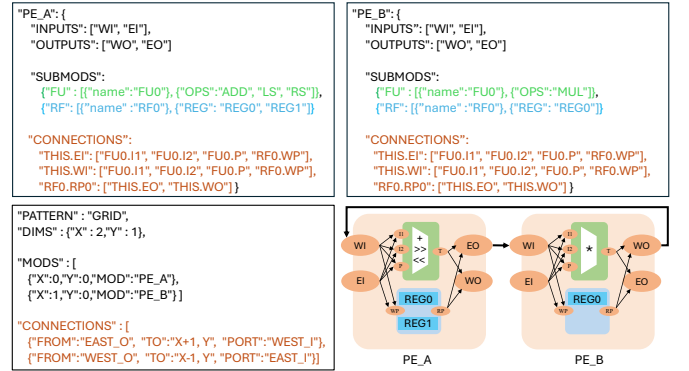 "PE_A": {
"INPUTS": ["WI", "EI"],
"OUTPUTS": ["WO", "EO"]
"SUBMODS":
{"FU" : [{"name":"FU0"}, {"OPS":"ADD", "LS", "RS"]},
{"RF": [{"name" :"RF0"}, {"REG": "REG0", "REG1"]}
"CONNECTIONS":
"THIS.EI": ["FU0.I1", "FU0.I2", "FU0.P", "RF0.WP"],
"THIS.WI": ["FU0.I1", "FU0.I2", "FU0.P", "RF0.WP"],
"RF0.RP0": ["THIS.EO", "THIS.WO"] }
"PE_B": {
"INPUTS": ["WI", "EI"],
"OUTPUTS": ["WO", "EO"]
"SUBMODS":
{"FU" : [{"name":"FU0"}, {"OPS":"MUL"]},
{"RF": [{"name" :"RF0"}, {"REG": "REG0"]}
"CONNECTIONS":
"THIS.EI": ["FU0.I1", "FU0.I2", "FU0.P", "RF0.WP"],
"THIS.WI": ["FU0.I1", "FU0.I2", "FU0.P", "RF0.WP"],
"RF0.RP0": ["THIS.EO", "THIS.WO"] }
"PATTERN" : "GRID",
"DIMS" : {"X" : 2,"Y" : 1},
"MODS" : [
{"X":0,"Y":0,"MOD":"PE_A"},
{"X":1,"Y":0,"MOD":"PE_B"} ]
"CONNECTIONS" : [
{"FROM":"EAST_O", "TO":"X+1, Y", "PORT":"WEST_I"},
{"FROM":"WEST_O", "TO":"X-1, Y", "PORT":"EAST_I"}]
WI
EI
I1
I2
P
+
>>
<<
T
EO
WO
REG0
REG1
WP
RP
PE_A
WI
EI
I1
I2
P
*
T
WO
EO
REG0
WP
RP
PE_B